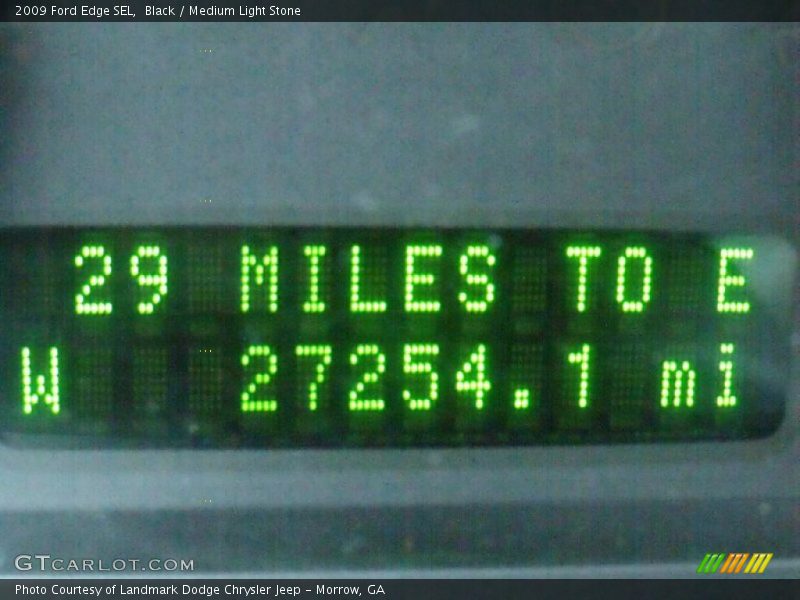 2009 Ford Edge SEL, Black / Medium Light Stone
29 MILES TO E
W 27254.1 mi
GTCARLOT.COM
Photo Courtesy of Landmark Dodge Chrysler Jeep - Morrow, GA